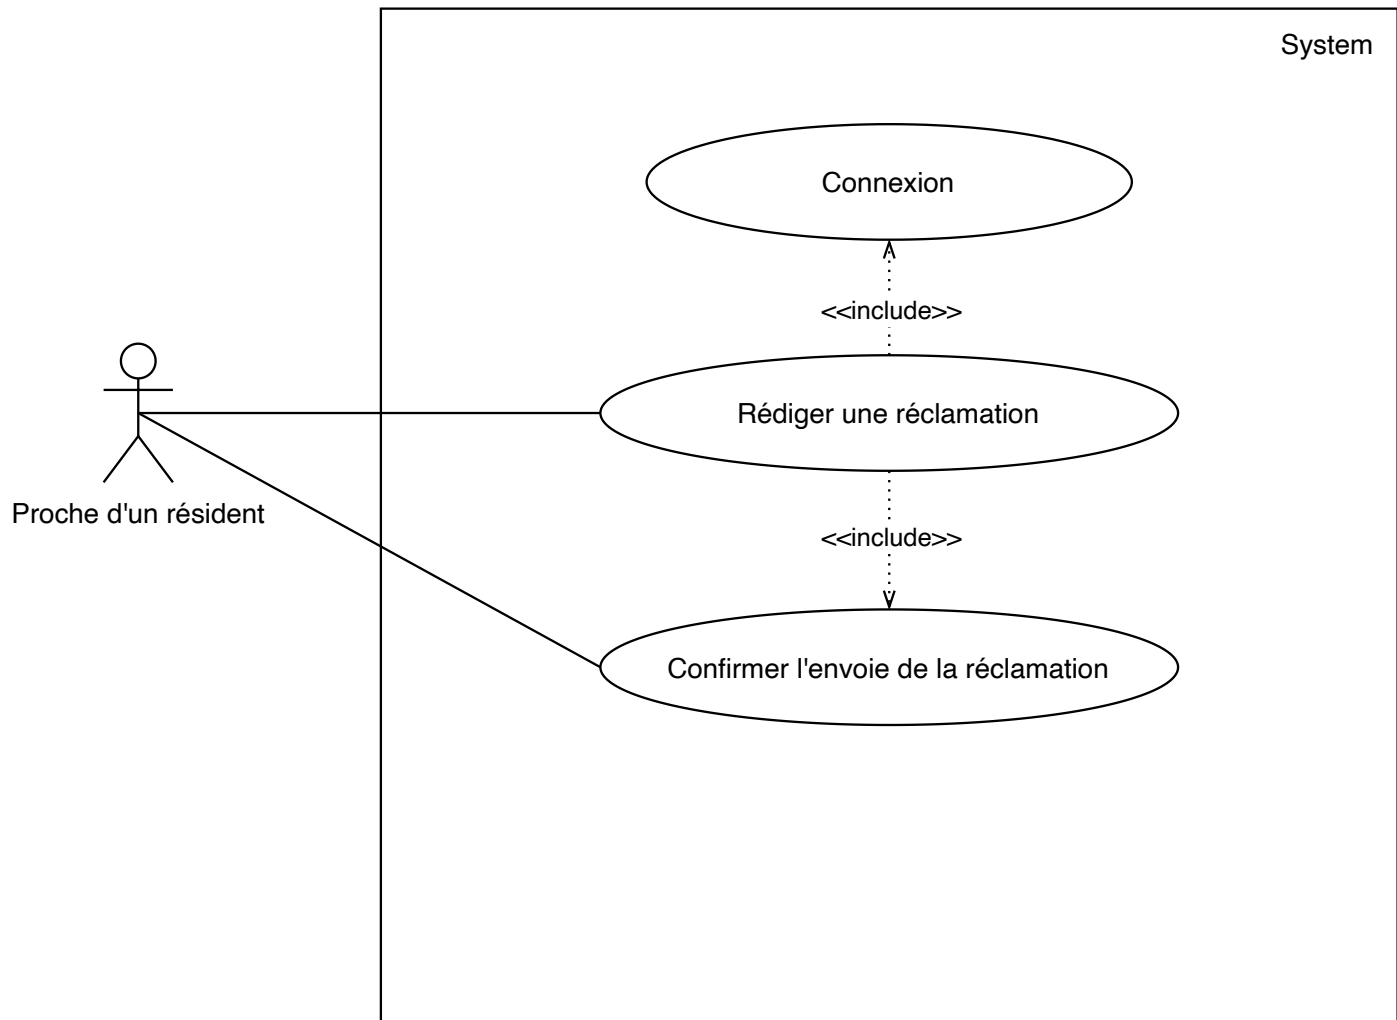 System
Connexion
<<include>>
Rédiger une réclamation
Proche d'un résident
<<include>>
Confirmer l'envoie de la réclamation